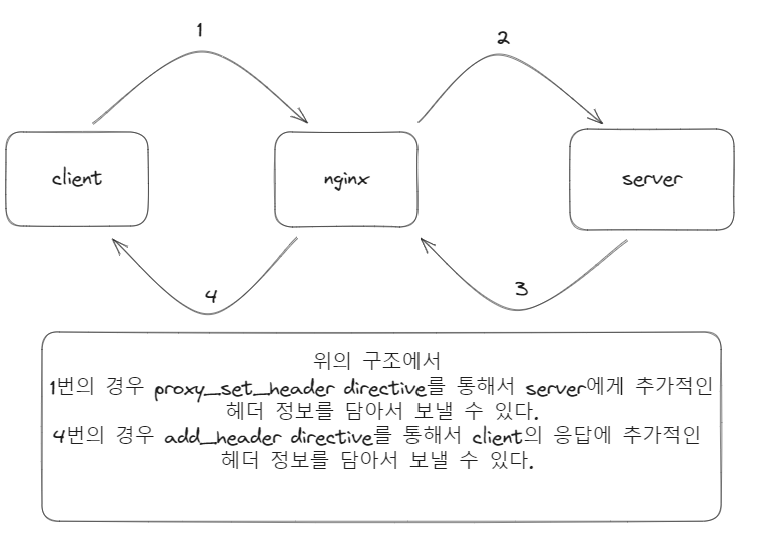 1
2
client
nginx
server
4
3
위의 구조에서
1번의 경우 proxy_set_header directive를 통해서 server에게 추가적인
헤더 정보를 담아서 보낼 수 있다.
4번의 경우 add_header directive를 통해서 client의 응답에 추가적인
헤더 정보를 담아서 보낼 수 있다.